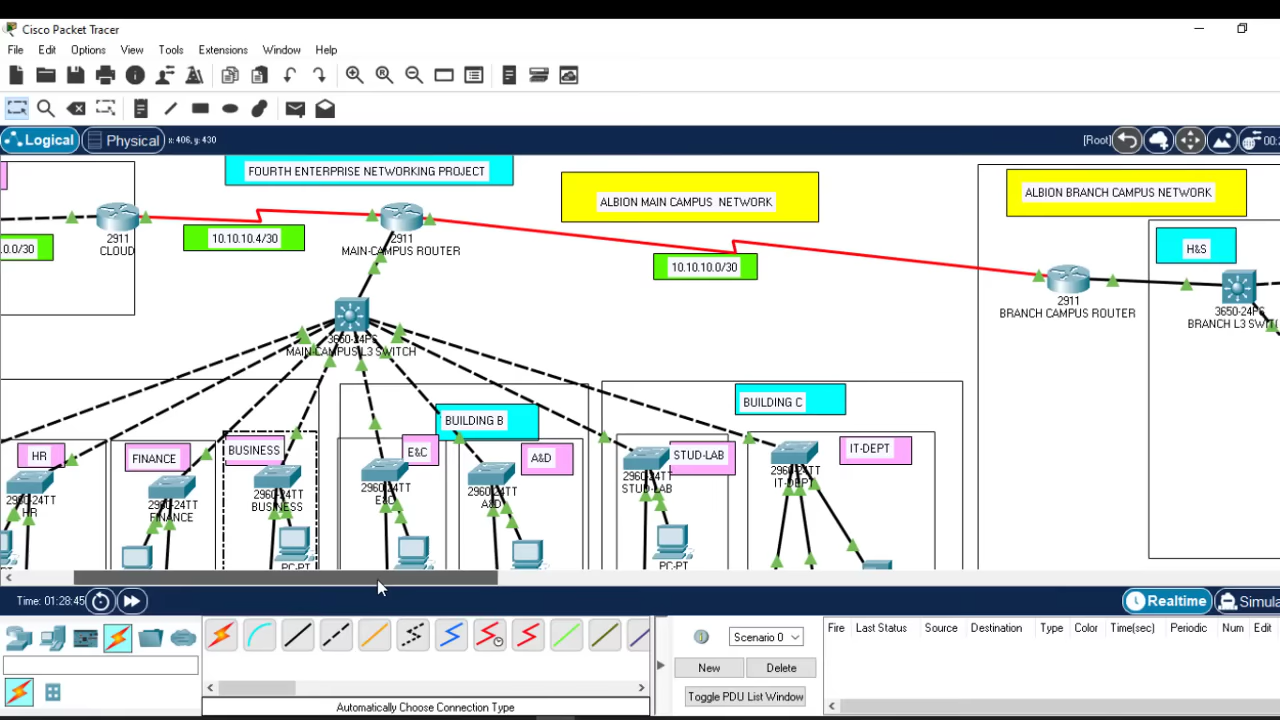 Cisco Packet Tracer
File Edit Options View Tools Extensions Window Help
Logical Physical x: 406, y: 430 [Root] 00:
FOURTH ENTERPRISE NETWORKING PROJECT
ALBION MAIN CAMPUS NETWORK
ALBION BRANCH CAMPUS NETWORK
2911
CLOUD
10.10.10.4/30
2911
MAIN-CAMPUS ROUTER
.0.0/30
10.10.10.0/30
H&S
2911
BRANCH CAMPUS ROUTER
3650-24PS
BRANCH L3 SWIT
3650-24PS
MAIN-CAMPUS L3 SWITCH
BUILDING B
BUILDING C
HR
FINANCE
BUSINESS
E&C
A&D
STUD-LAB
IT-DEPT
2960-24TT
HR
2960-24TT
FINANCE
2960-24TT
BUSINESS
2960-24TT
E&C
2960-24TT
A&D
2960-24TT
STUD-LAB
2960-24TT
IT-DEPT
PC-PT
PC-PT
Time: 01:28:45
Realtime Simula
Scenario 0
New Delete
Toggle PDU List Window
Fire Last Status Source Destination Type Color Time(sec) Periodic Num Edit
Automatically Choose Connection Type